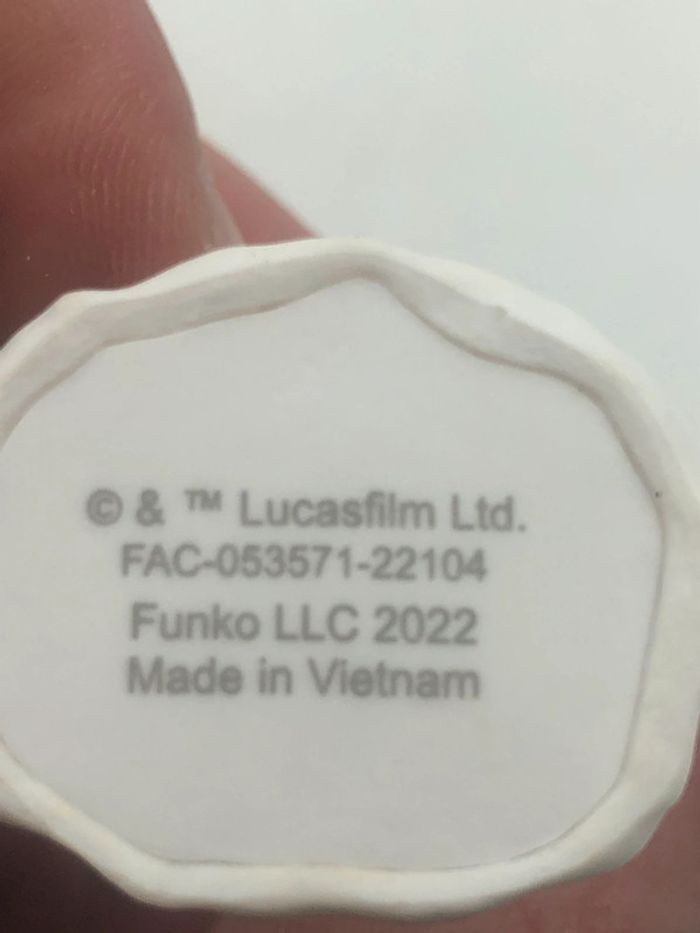 © & ™ Lucasfilm Ltd.
FAC-053571-22104
Funko LLC 2022
Made in Vietnam